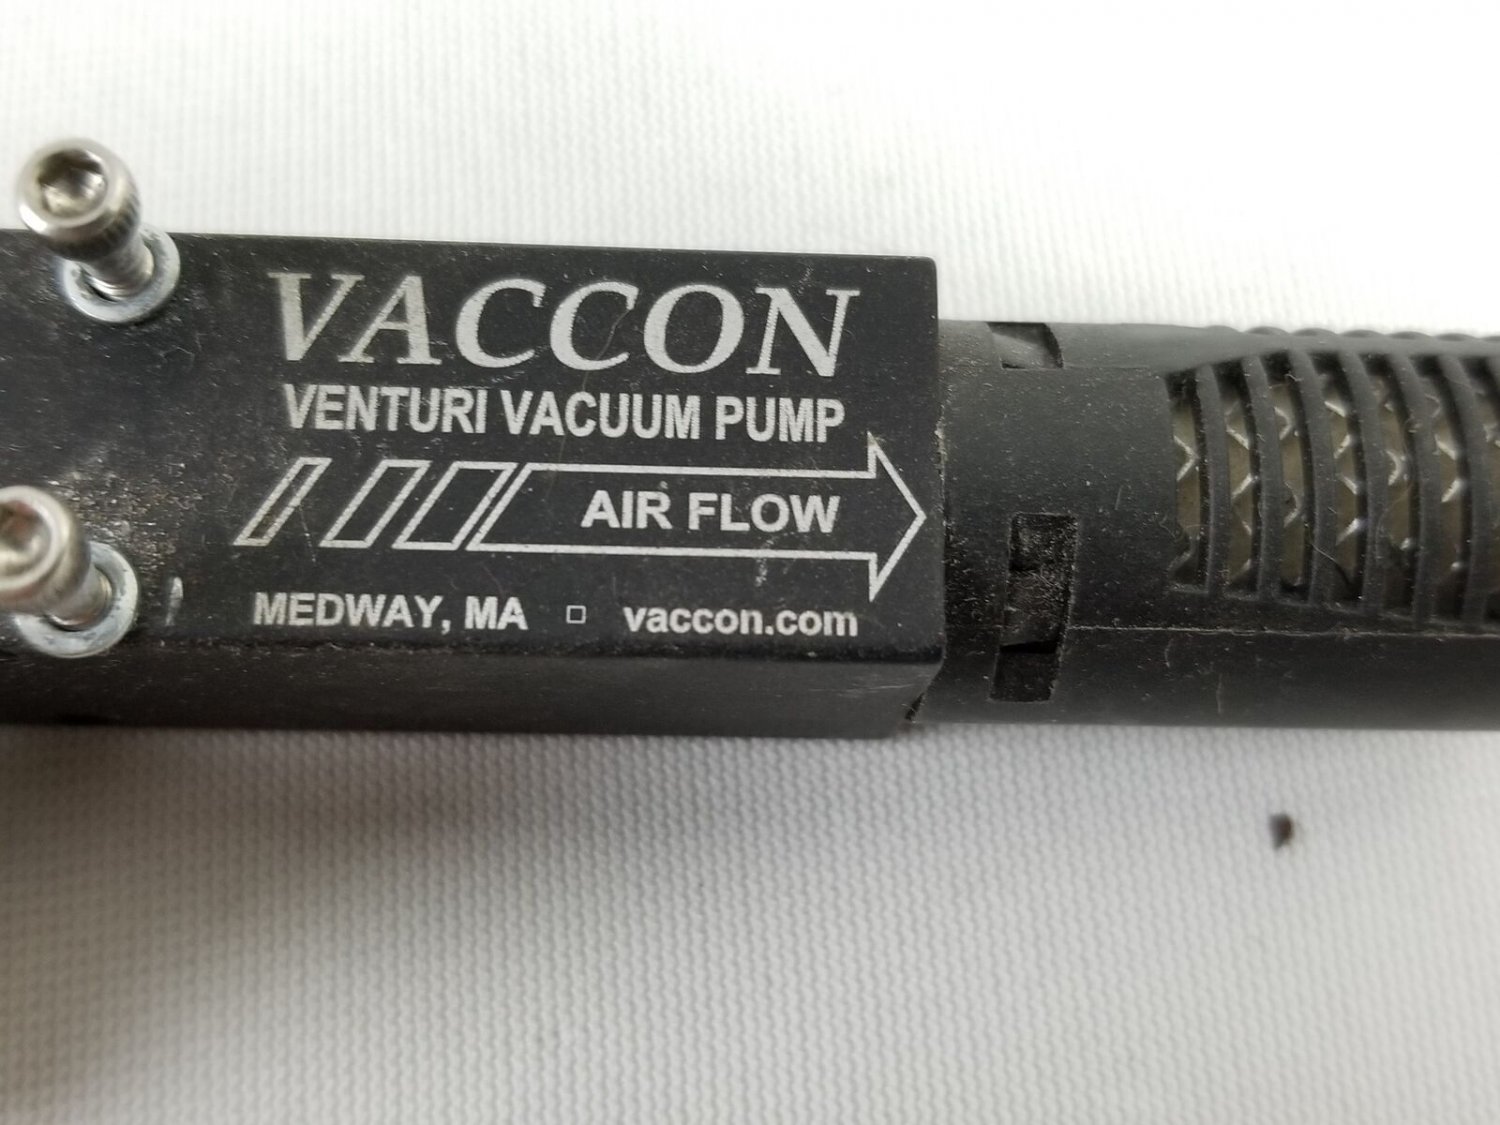 VACCON
VENTURI VACUUM PUMP
AIR FLOW
MEDWAY, MA □ vaccon.com